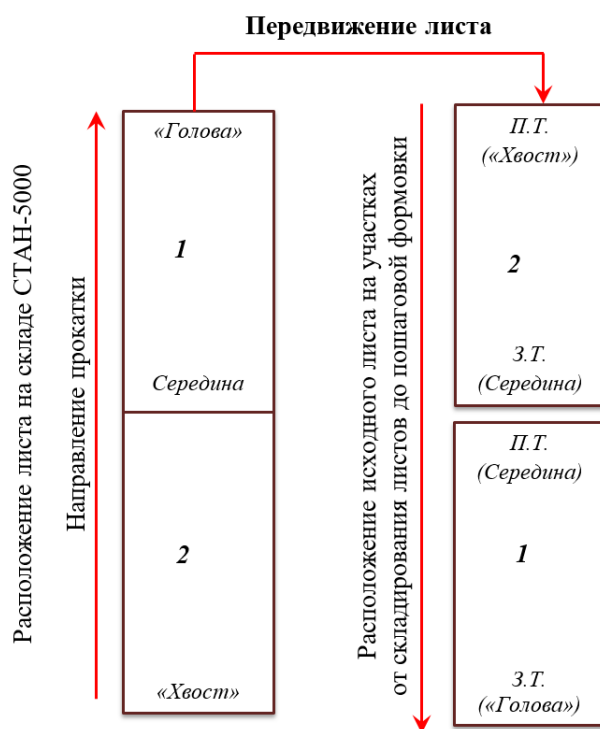 Передвижение листа
Расположение листа на складе СТАН-5000
Направление прокатки
«Голова»
1
Середина
2
«Хвост»
Расположение исходного листа на участках
от складирования листов до пошаговой формовки
П.Т.
(«Хвост»)
2
З.Т.
(Середина)
П.Т.
(Середина)
1
З.Т.
(«Голова»)